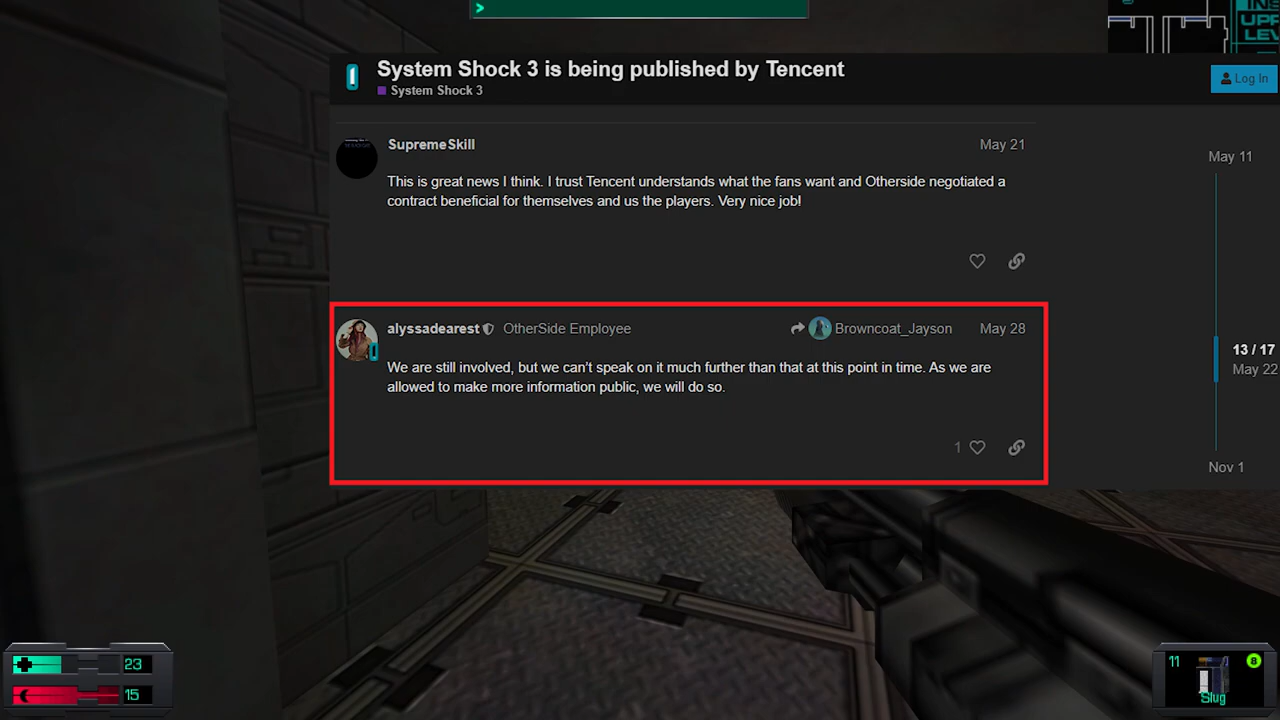 >
INS
UPP
LEV
System Shock 3 is being published by Tencent
System Shock 3
Log In
SupremeSkill
May 21
This is great news I think. I trust Tencent understands what the fans want and Otherside negotiated a
contract beneficial for themselves and us the players. Very nice job!
May 11
alyssadearest OtherSide Employee
Browncoat_Jayson May 28
We are still involved, but we can't speak on it much further than that at this point in time. As we are
allowed to make more information public, we will do so.
1
13 / 17
May 22
Nov 1
23
15
11
8
Slug